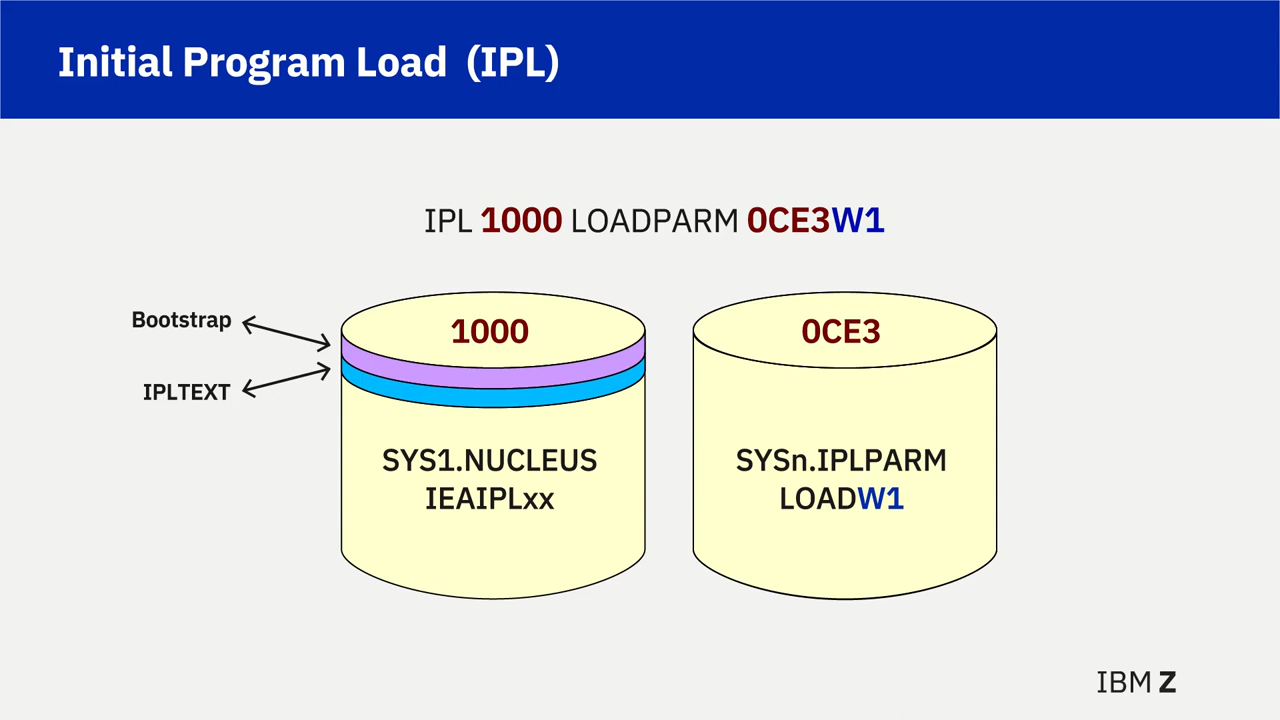 Initial Program Load (IPL)
IPL 1000 LOADPARM 0CE3W1
Bootstrap
IPLTEXT
1000
SYS1.NUCLEUS
IEAIPLxx
0CE3
SYSn.IPLPARM
LOADW1
IBM Z